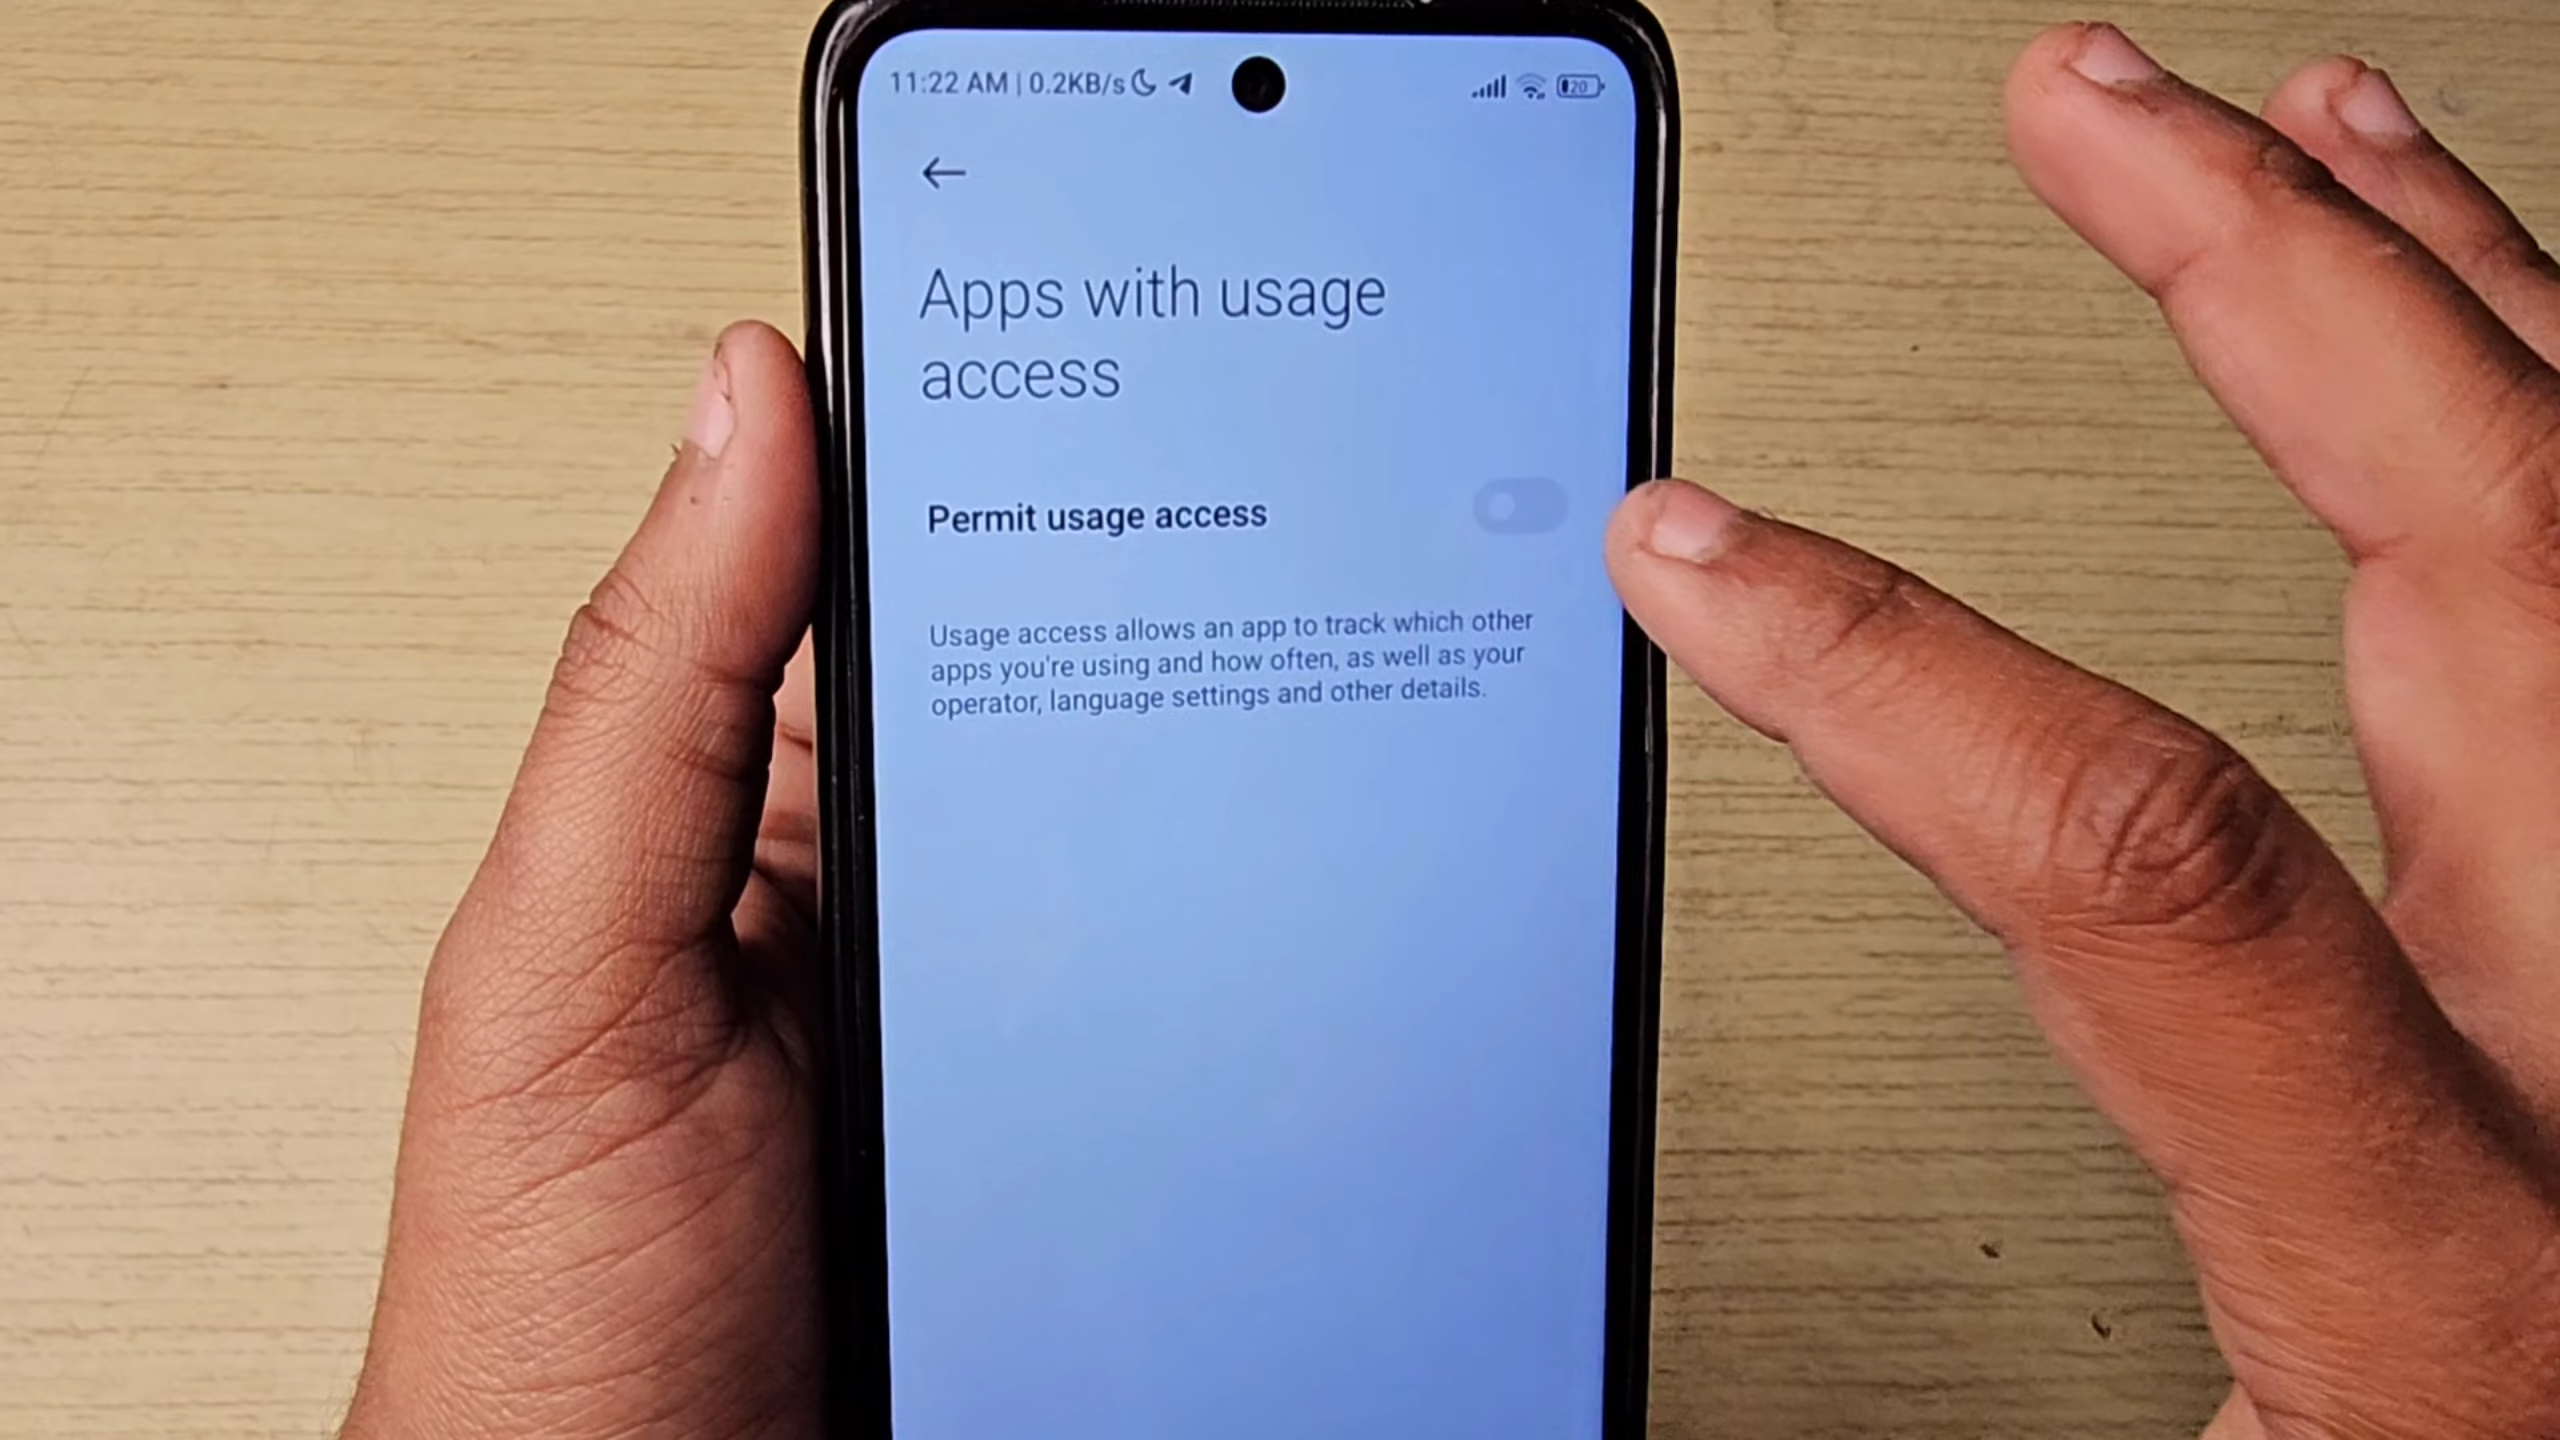 11:22 AM | 0.2KB/s
20
Apps with usage
access
Permit usage access
Usage access allows an app to track which other
apps you're using and how often, as well as your
operator, language settings and other details.